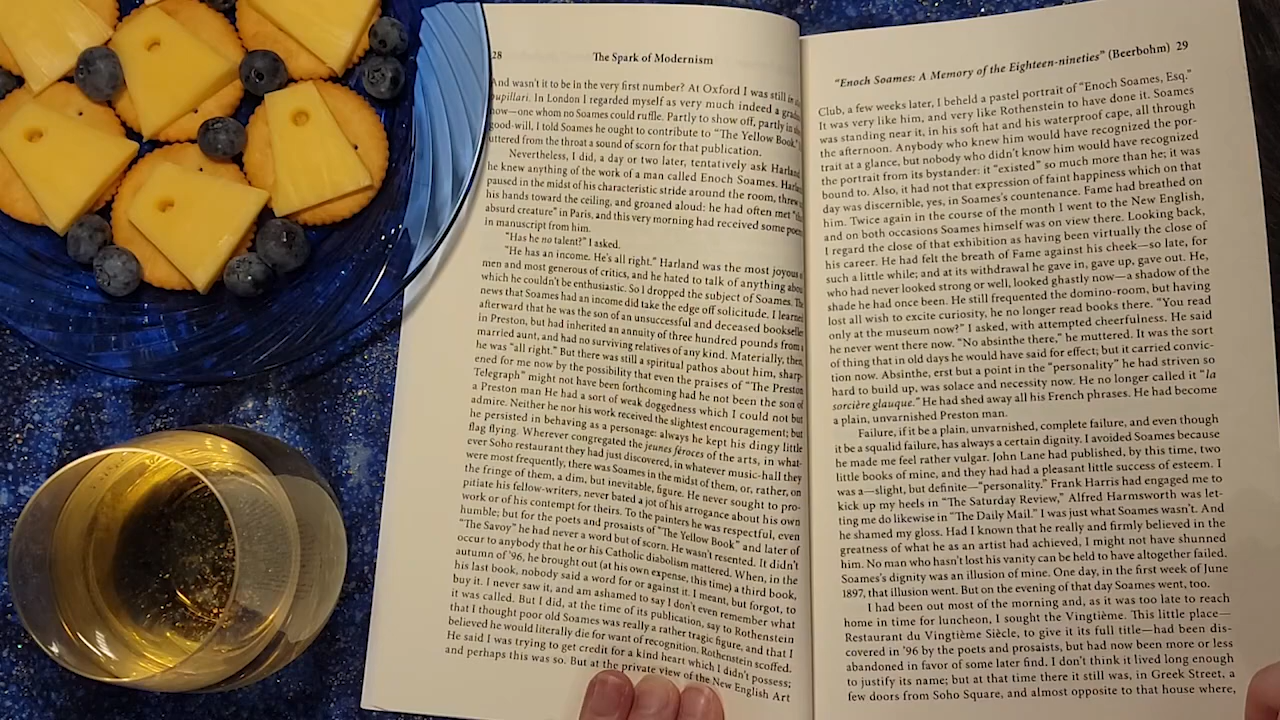 28 The Spark of Modernism
And wasn't it to be in the very first number? At Oxford I was still in
pupillari. In London I regarded myself as very much indeed a
now—one whom no Soames could ruffle. Partly to show off, partly in
good-will, I told Soames he ought to contribute to “The Yellow Book.”
uttered from the throat a sound of scorn for that publication.
Nevertheless, I did, a day or two later, tentatively ask Harland
he knew anything of the work of a man called Enoch Soames. Harland
paused in the midst of his characteristic stride around the room, threw
his hands toward the ceiling, and groaned aloud: he had often met
absurd creature” in Paris, and this very morning had received some
in manuscript from him.
“Has he no talent?” I asked.
“He has an income. He's all right.” Harland was the most joyous
men and most generous of critics, and he hated to talk of anything about
which he couldn't be enthusiastic. So I dropped the subject of Soames. The
news that Soames had an income did take the edge off solicitude. I learned
afterward that he was the son of an unsuccessful and deceased bookseller
in Preston, but had inherited an annuity of three hundred pounds from a
married aunt, and had no surviving relatives of any kind. Materially, then,
he was “all right.” But there was still a spiritual pathos about him, sharp-
ened for me now by the possibility that even the praises of “The Preston
Telegraph” might not have been forthcoming had he not been the son of
a Preston man He had a sort of weak doggedness which I could not but
admire. Neither he nor his work received the slightest encouragement; but
he persisted in behaving as a personage: always he kept his dingy little
flag flying. Wherever congregated the jeunes féroces of the arts, in what-
ever Soho restaurant they had just discovered, in whatever music-hall they
were most frequently, there was Soames in the midst of them, or, rather, on
the fringe of them, a dim, but inevitable, figure. He never sought to pro-
pitiate his fellow-writers, never bated a jot of his arrogance about his own
work or of his contempt for theirs. To the painters he was respectful, even
humble; but for the poets and prosaists of “The Yellow Book” and later of
“The Savoy” he had never a word but of scorn. He wasn't resented. It didn't
occur to anybody that he or his Catholic diabolism mattered. When, in the
autumn of '96, he brought out (at his own expense, this time) a third book,
his last book, nobody said a word for or against it. I meant, but forgot, to
buy it. I never saw it, and am ashamed to say I don't even remember what
it was called. But I did, at the time of its publication, say to Rothenstein
that I thought poor old Soames was really a rather tragic figure, and that I
believed he would literally die for want of recognition. Rothenstein scoffed.
He said I was trying to get credit for a kind heart which I didn't possess;
and perhaps this was so. But at the private view of the New English Art
“Enoch Soames: A Memory of the Eighteen-nineties” (Beerbohm) 29
Club, a few weeks later, I beheld a pastel portrait of “Enoch Soames, Esq.”
It was very like him, and very like Rothenstein to have done it. Soames
was standing near it, in his soft hat and his waterproof cape, all through
the afternoon. Anybody who knew him would have recognized the por-
trait at a glance, but nobody who didn't know him would have recognized
the portrait from its bystander: it “existed” so much more than he; it was
bound to. Also, it had not that expression of faint happiness which on that
day was discernible, yes, in Soames's countenance. Fame had breathed on
him. Twice again in the course of the month I went to the New English,
and on both occasions Soames himself was on view there. Looking back,
I regard the close of that exhibition as having been virtually the close of
his career. He had felt the breath of Fame against his cheek—so late, for
such a little while; and at its withdrawal he gave in, gave up, gave out. He,
who had never looked strong or well, looked ghastly now—a shadow of the
shade he had once been. He still frequented the domino-room, but having
lost all wish to excite curiosity, he no longer read books there. “You read
only at the museum now?” I asked, with attempted cheerfulness. He said
he never went there now. “No absinthe there,” he muttered. It was the sort
of thing that in old days he would have said for effect; but it carried convic-
tion now. Absinthe, erst but a point in the “personality” he had striven so
hard to build up, was solace and necessity now. He no longer called it “la
sorcière glauque.” He had shed away all his French phrases. He had become
a plain, unvarnished Preston man.
Failure, if it be a plain, unvarnished, complete failure, and even though
it be a squalid failure, has always a certain dignity. I avoided Soames because
he made me feel rather vulgar. John Lane had published, by this time, two
little books of mine, and they had had a pleasant little success of esteem. I
was a—slight, but definite—“personality.” Frank Harris had engaged me to
kick up my heels in “The Saturday Review,” Alfred Harmsworth was let-
ting me do likewise in “The Daily Mail.” I was just what Soames wasn't. And
he shamed my gloss. Had I known that he really and firmly believed in the
greatness of what he as an artist had achieved, I might not have shunned
him. No man who hasn't lost his vanity can be held to have altogether failed.
Soames's dignity was an illusion of mine. One day, in the first week of June
1897, that illusion went. But on the evening of that day Soames went, too.
I had been out most of the morning and, as it was too late to reach
home in time for luncheon, I sought the Vingtième. This little place—
Restaurant du Vingtième Siècle, to give it its full title—had been dis-
covered in '96 by the poets and prosaists, but had now been more or less
abandoned in favor of some later find. I don't think it lived long enough
to justify its name; but at that time there it still was, in Greek Street, a
few doors from Soho Square, and almost opposite to that house where,